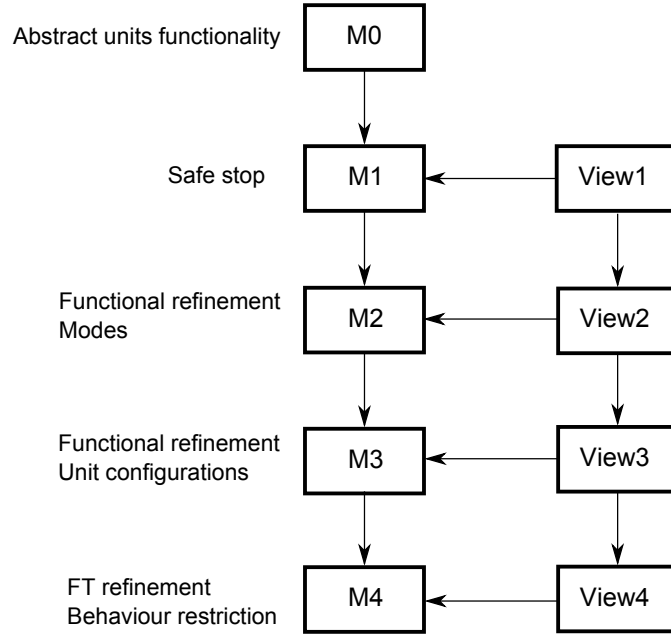 Abstract units functionality
M0
Safe stop
M1
View1
Functional refinement
Modes
M2
View2
Functional refinement
Unit configurations
M3
View3
FT refinement
Behaviour restriction
M4
View4